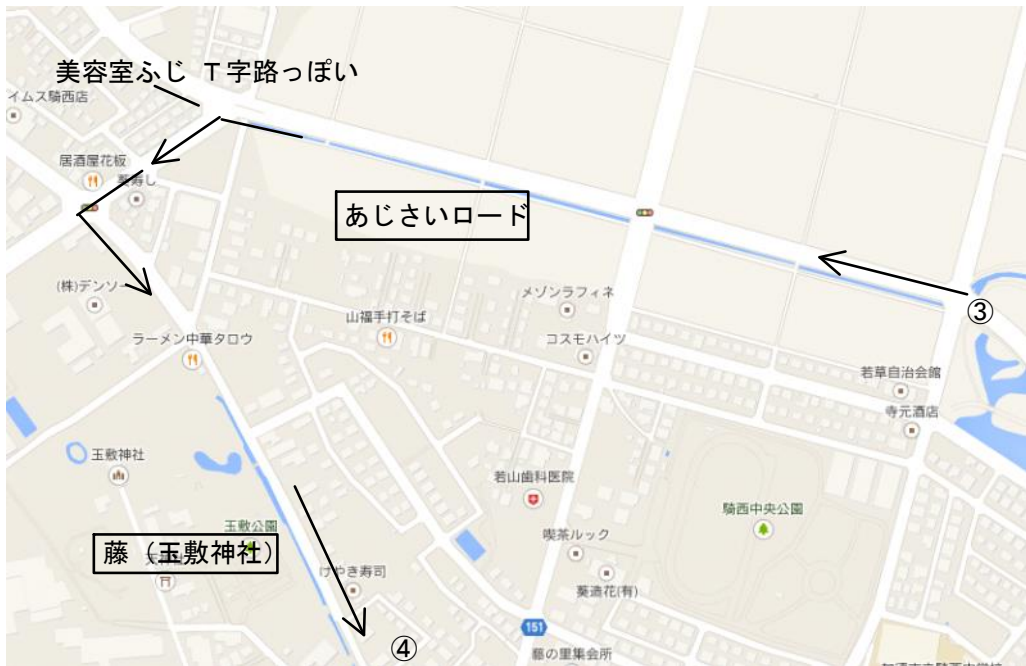 美容室ふじ T字路っぽい
イムス騎西店
居酒屋花板
葵寿し
あじさいロード
③
(株)デンソー
メゾンラフィネ
山福手打そば
コスモハイツ
ラーメン中華タロウ
若草自治会館
寺元酒店
玉敷神社
若山歯科医院
騎西中央公園
玉敷公園
喫茶ルック
藤（玉敷神社）
けやき寿司
葵造花(有)
151
④
藤の里集会所